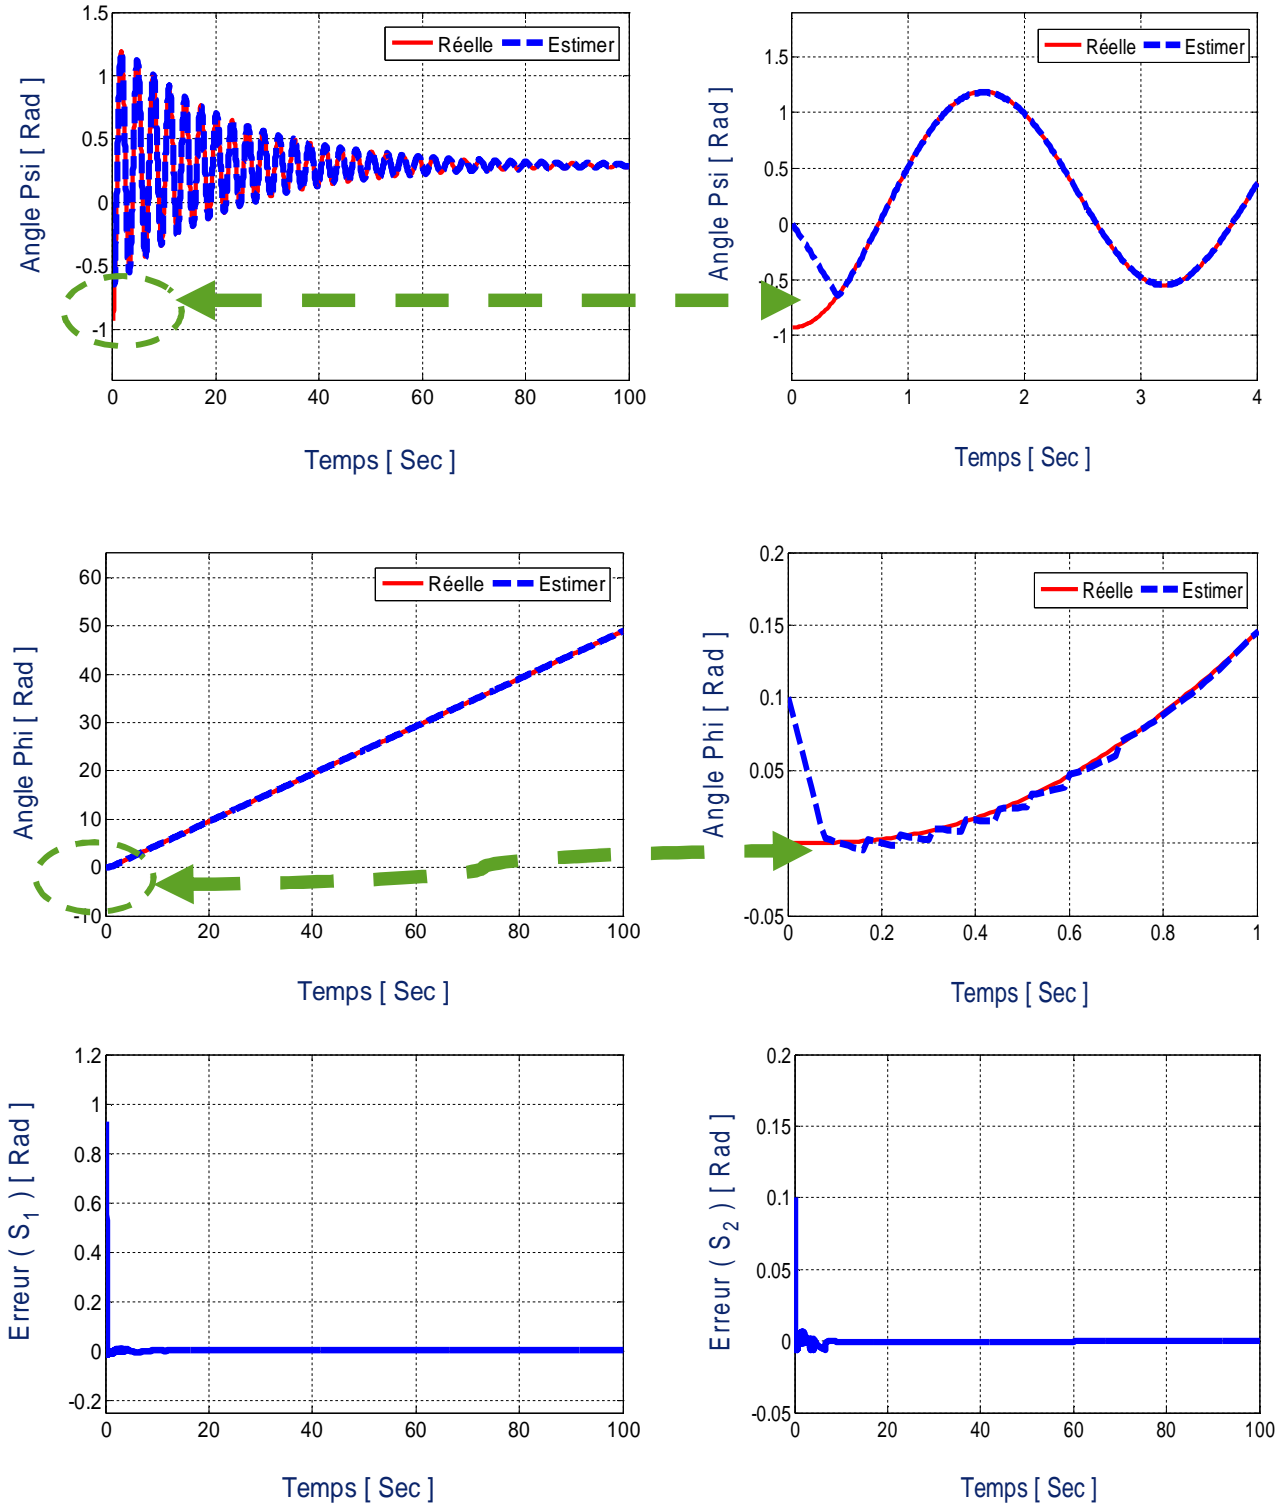 1.5
1
0.5
0
-0.5
-1
0 20 40 60 80 100
Angle Psi [ Rad ]
Temps [ Sec ]
Réelle Estimer
1.5
1
0.5
0
-0.5
-1
0 1 2 3 4
Angle Psi [ Rad ]
Temps [ Sec ]
Réelle Estimer
60
50
40
30
20
10
0
-10
0 20 40 60 80 100
Angle Phi [ Rad ]
Temps [ Sec ]
Réelle Estimer
0.2
0.15
0.1
0.05
-0.05
0 0.2 0.4 0.6 0.8 1
Angle Phi [ Rad ]
Temps [ Sec ]
Réelle Estimer
1.2
1
0.8
0.6
0.4
0.2
0
-0.2
0 20 40 60 80 100
Erreur ( S1 ) [ Rad ]
Temps [ Sec ]
0.2
0.15
0.1
0.05
0
-0.05
0 20 40 60 80 100
Erreur ( S2 ) [ Rad ]
Temps [ Sec ]